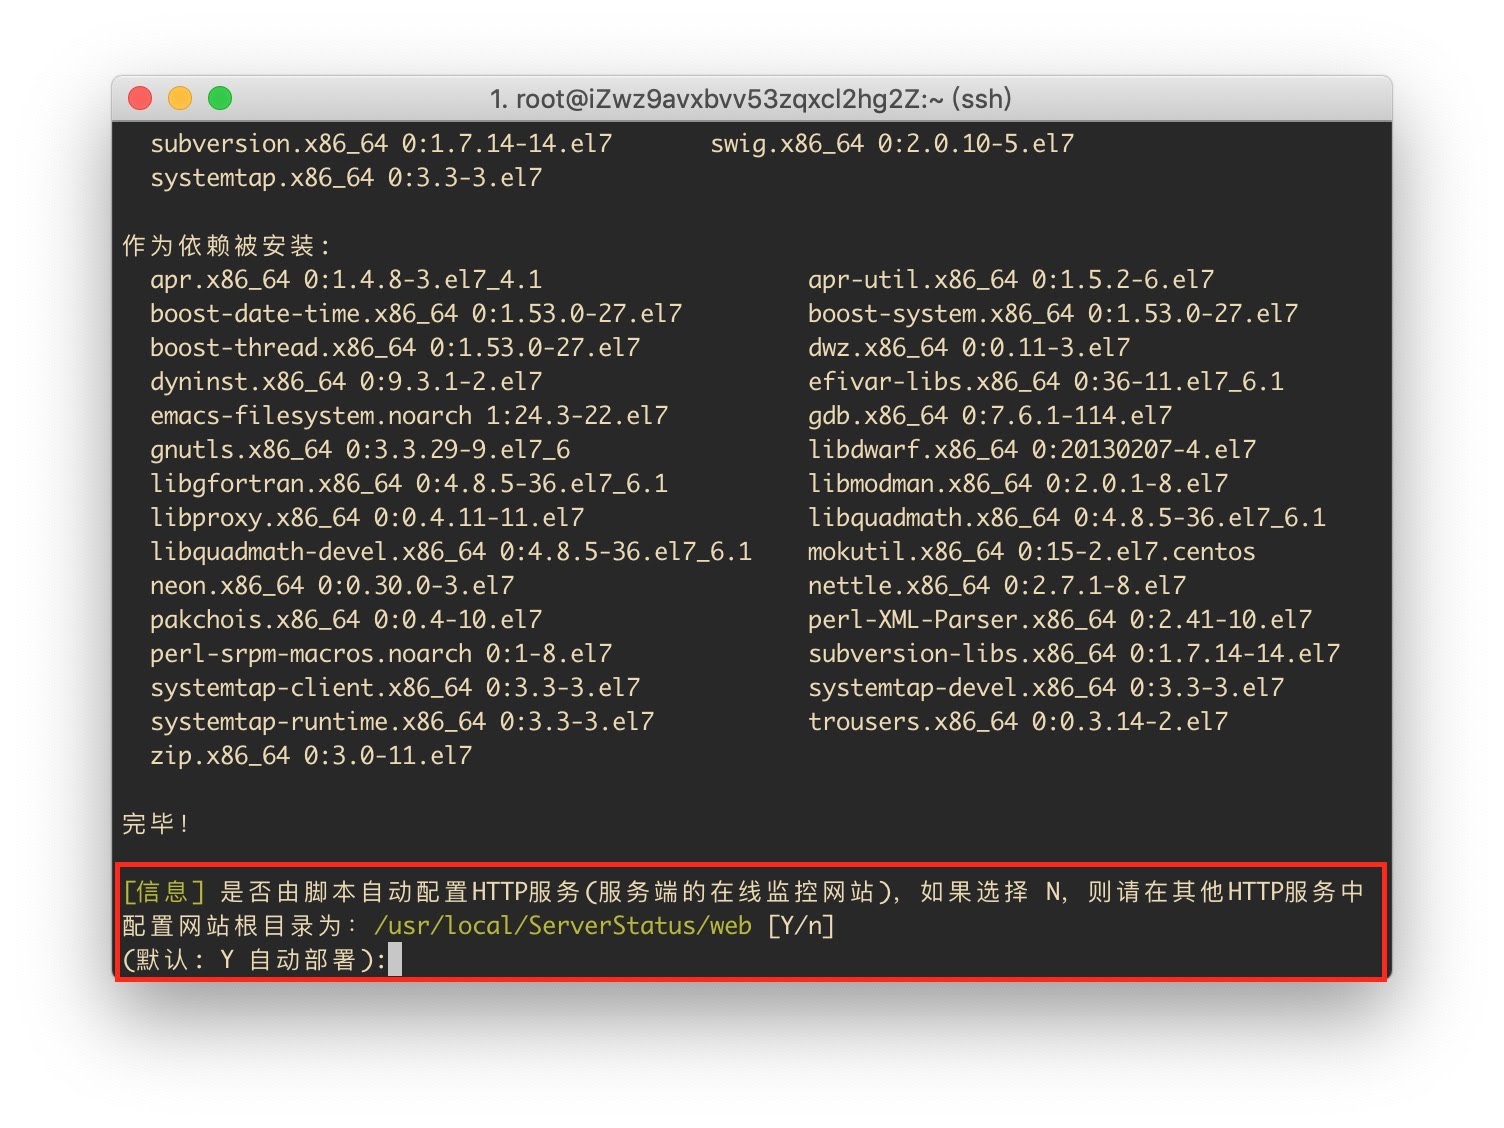 1. root@iZwz9avxbvv53zqxcl2hg2Z:~ (ssh)
subversion.x86_64 0:1.7.14-14.el7 swig.x86_64 0:2.0.10-5.el7
systemtap.x86_64 0:3.3-3.el7
作为依赖被安装:
apr.x86_64 0:1.4.8-3.el7_4.1 apr-util.x86_64 0:1.5.2-6.el7
boost-date-time.x86_64 0:1.53.0-27.el7 boost-system.x86_64 0:1.53.0-27.el7
boost-thread.x86_64 0:1.53.0-27.el7 dwz.x86_64 0:0.11-3.el7
dyninst.x86_64 0:9.3.1-2.el7 efivar-libs.x86_64 0:36-11.el7_6.1
emacs-filesystem.noarch 1:24.3-22.el7 gdb.x86_64 0:7.6.1-114.el7
gnutls.x86_64 0:3.3.29-9.el7_6 libdwarf.x86_64 0:20130207-4.el7
libgfortran.x86_64 0:4.8.5-36.el7_6.1 libmodman.x86_64 0:2.0.1-8.el7
libproxy.x86_64 0:0.4.11-11.el7 libquadmath.x86_64 0:4.8.5-36.el7_6.1
libquadmath-devel.x86_64 0:4.8.5-36.el7_6.1 mokutil.x86_64 0:15-2.el7.centos
neon.x86_64 0:0.30.0-3.el7 nettle.x86_64 0:2.7.1-8.el7
pakchois.x86_64 0:0.4-10.el7 perl-XML-Parser.x86_64 0:2.41-10.el7
perl-srpm-macros.noarch 0:1-8.el7 subversion-libs.x86_64 0:1.7.14-14.el7
systemtap-client.x86_64 0:3.3-3.el7 systemtap-devel.x86_64 0:3.3-3.el7
systemtap-runtime.x86_64 0:3.3-3.el7 trousers.x86_64 0:0.3.14-2.el7
zip.x86_64 0:3.0-11.el7
完毕!
[信息] 是否由脚本自动配置HTTP服务(服务端的在线监控网站), 如果选择 N, 则请在其他HTTP服务中
配置网站根目录为: /usr/local/ServerStatus/web [Y/n]
(默认: Y 自动部署):